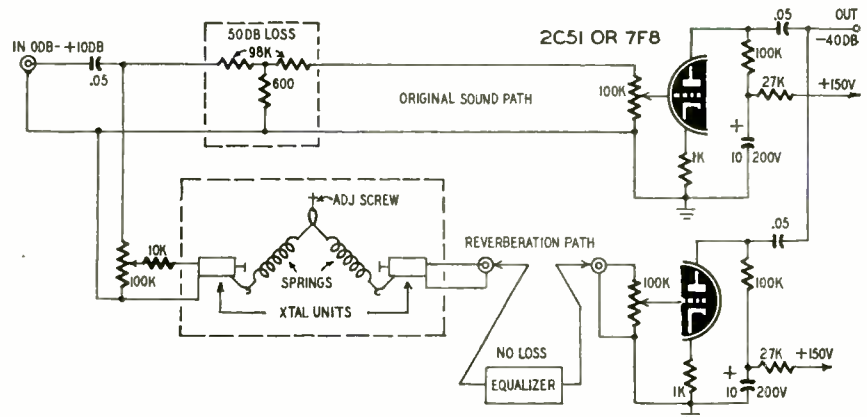 50DB LOSS
98K
600
IN 0DB-+10DB
.05
ORIGINAL SOUND PATH
2C51 OR 7F8
.05
OUT
-40DB
100K
27K
+150V
100K
1K
+
10
200V
ADJ SCREW
10K
100K
SPRINGS
XTAL UNITS
REVERBERATION PATH
NO LOSS
EQUALIZER
100K
.05
100K
27K
+150V
1K
+
10
200V